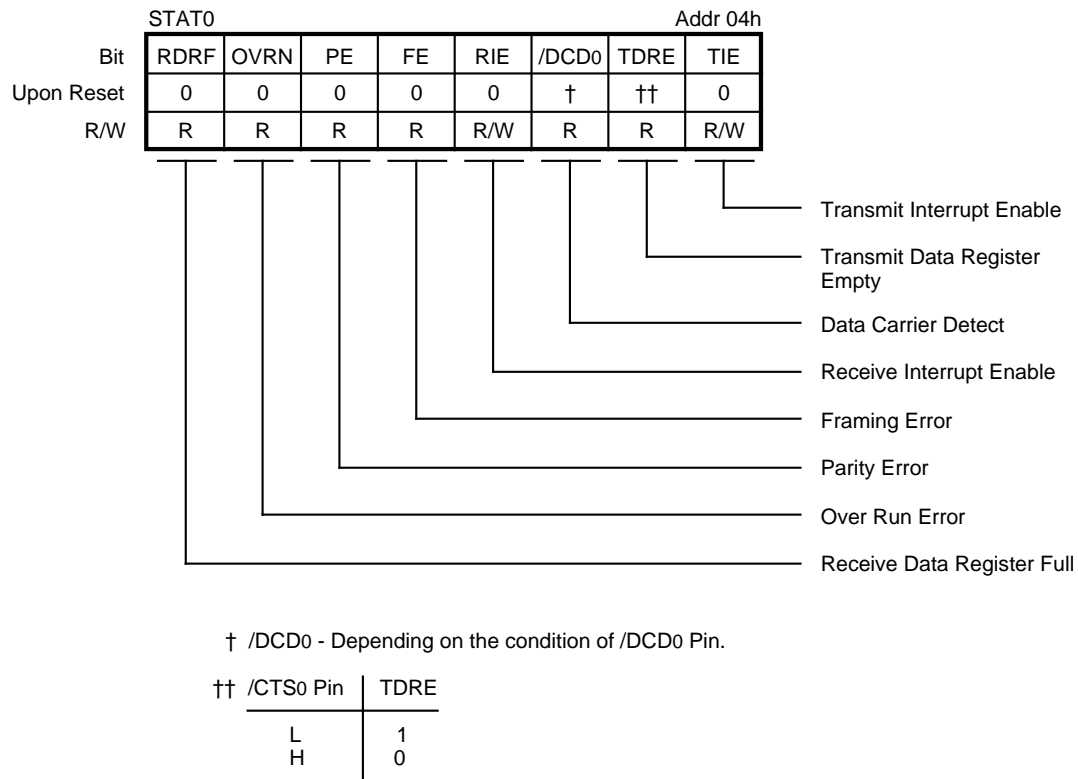 STAT0 Addr 04h
Bit RDRF OVRN PE FE RIE /DCD0 TDRE TIE
Upon Reset 0 0 0 0 0 † †† 0
R/W R R R R R/W R R R/W
Transmit Interrupt Enable
Transmit Data Register
Empty
Data Carrier Detect
Receive Interrupt Enable
Framing Error
Parity Error
Over Run Error
Receive Data Register Full
† /DCD0 - Depending on the condition of /DCD0 Pin.
†† /CTS0 Pin TDRE
L 1
H 0